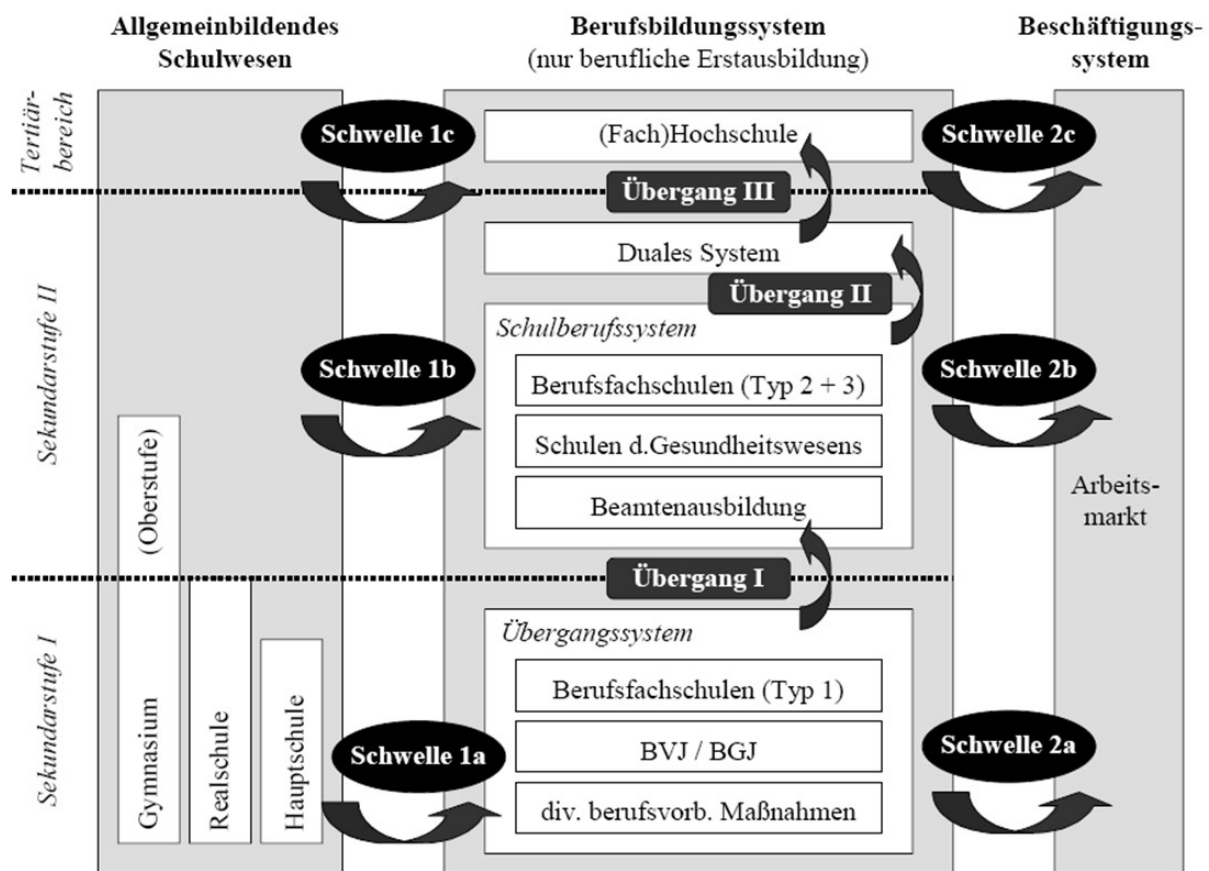 Allgemeinbildendes
Schulwesen
Berufsbildungssystem
(nur berufliche Erstausbildung)
Beschäftigungs-
system
Tertiär-
bereich
Schwelle 1c
(Fach)Hochschule
Schwelle 2c
Übergang III
Duales System
Übergang II
Sekundarstufe II
Schulberufssystem
Schwelle 1b
Berufsfachschulen (Typ 2 + 3)
Schwelle 2b
Schulen d.Gesundheitswesens
Beamtenausbildung
Arbeits-
markt
(Oberstufe)
Übergang I
Sekundarstufe I
Übergangssystem
Gymnasium
Realschule
Hauptschule
Berufsfachschulen (Typ 1)
Schwelle 1a
BVJ / BGJ
Schwelle 2a
div. berufsvorb. Maßnahmen